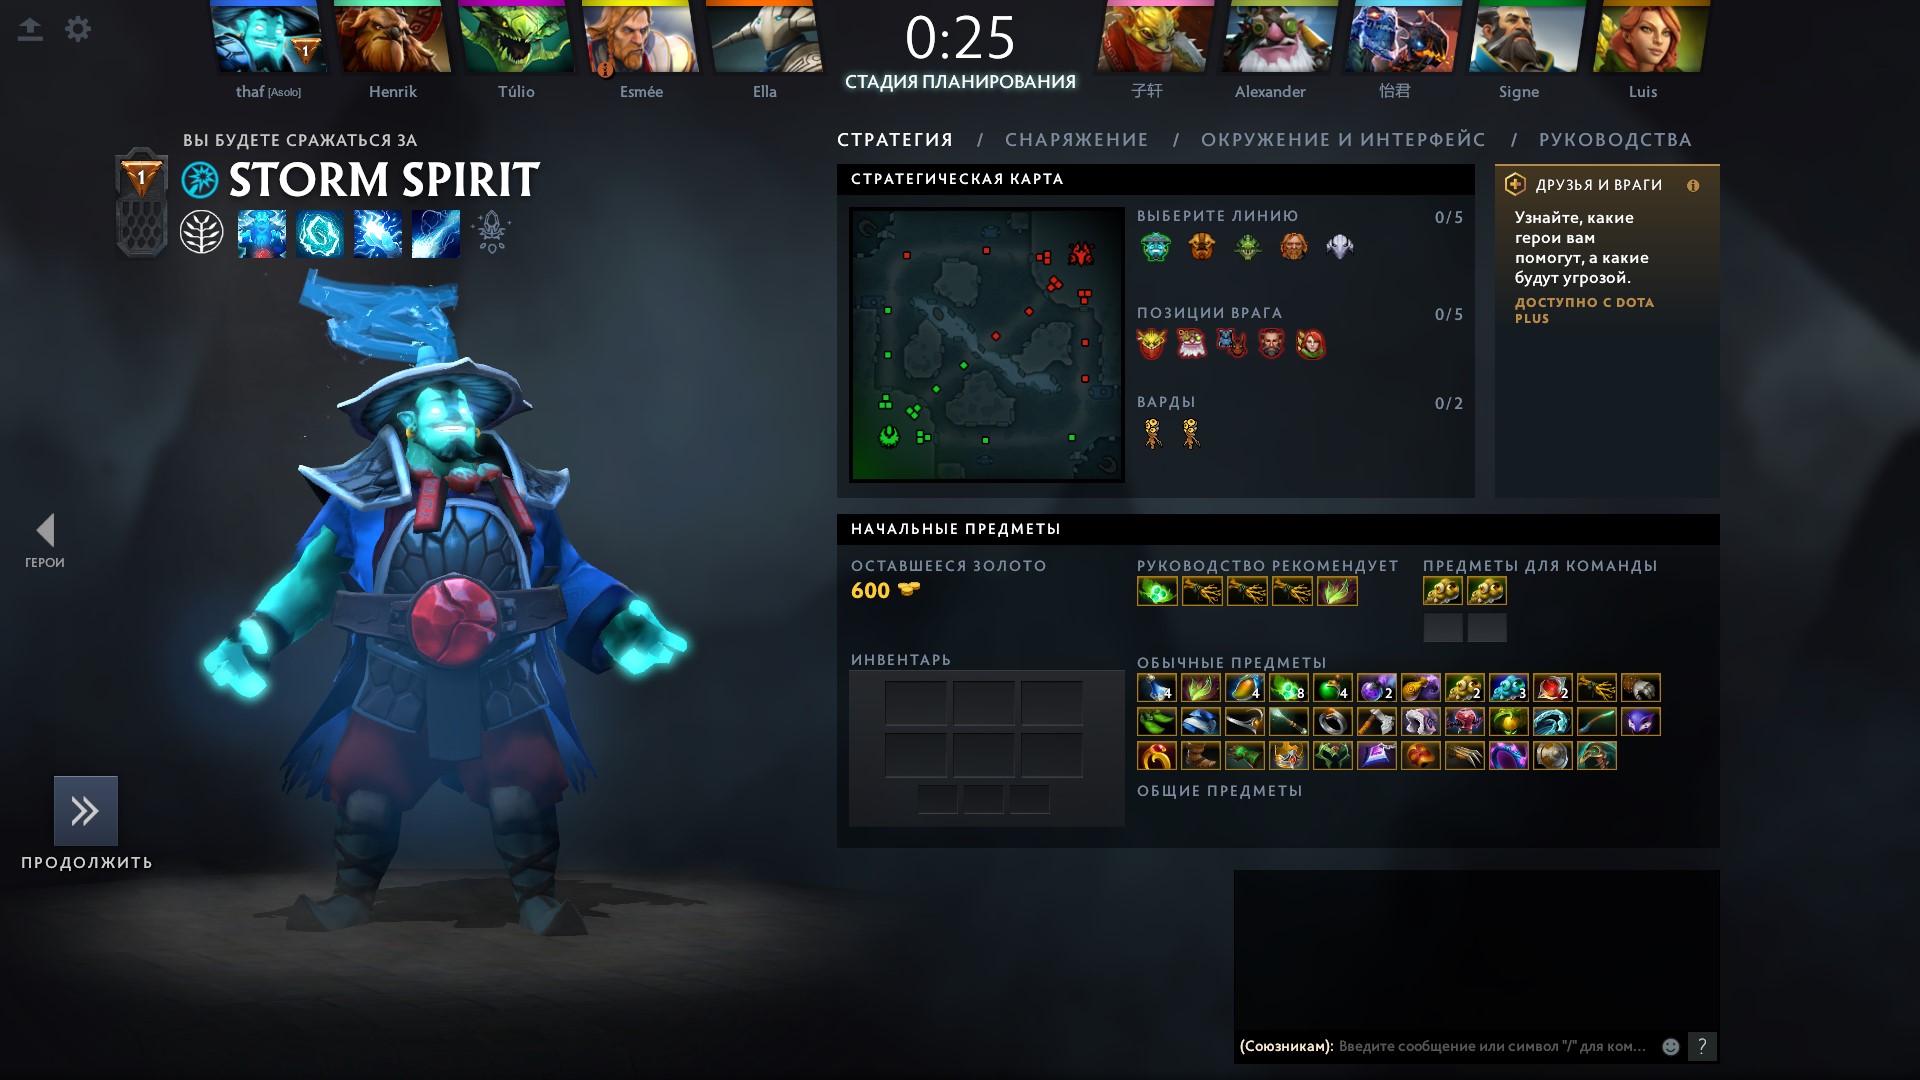 0:25
СТАДИЯ ПЛАНИРОВАНИЯ
1
thaf [Asolo]
Henrik
Túlio
Esmée
Ella
子轩
Alexander
怡君
Signe
Luis
ВЫ БУДЕТЕ СРАЖАТЬСЯ ЗА
1
STORM SPIRIT
СТРАТЕГИЯ / СНАРЯЖЕНИЕ / ОКРУЖЕНИЕ И ИНТЕРФЕЙС / РУКОВОДСТВА
СТРАТЕГИЧЕСКАЯ КАРТА
ВЫБЕРИТЕ ЛИНИЮ 0/5
ПОЗИЦИИ ВРАГА 0/5
ВАРДЫ 0/2
ДРУЗЬЯ И ВРАГИ
Узнайте, какие
герои вам
помогут, а какие
будут угрозой.
ДОСТУПНО С DOTA
PLUS
ГЕРОИ
ПРОДОЛЖИТЬ
НАЧАЛЬНЫЕ ПРЕДМЕТЫ
ОСТАВШЕЕСЯ ЗОЛОТО
600
ИНВЕНТАРЬ
РУКОВОДСТВО РЕКОМЕНДУЕТ
ПРЕДМЕТЫ ДЛЯ КОМАНДЫ
ОБЫЧНЫЕ ПРЕДМЕТЫ
4 4 8 4 2 2 3 2
ОБЩИЕ ПРЕДМЕТЫ
(Союзникам): Введите сообщение или символ "/" для ком...
?